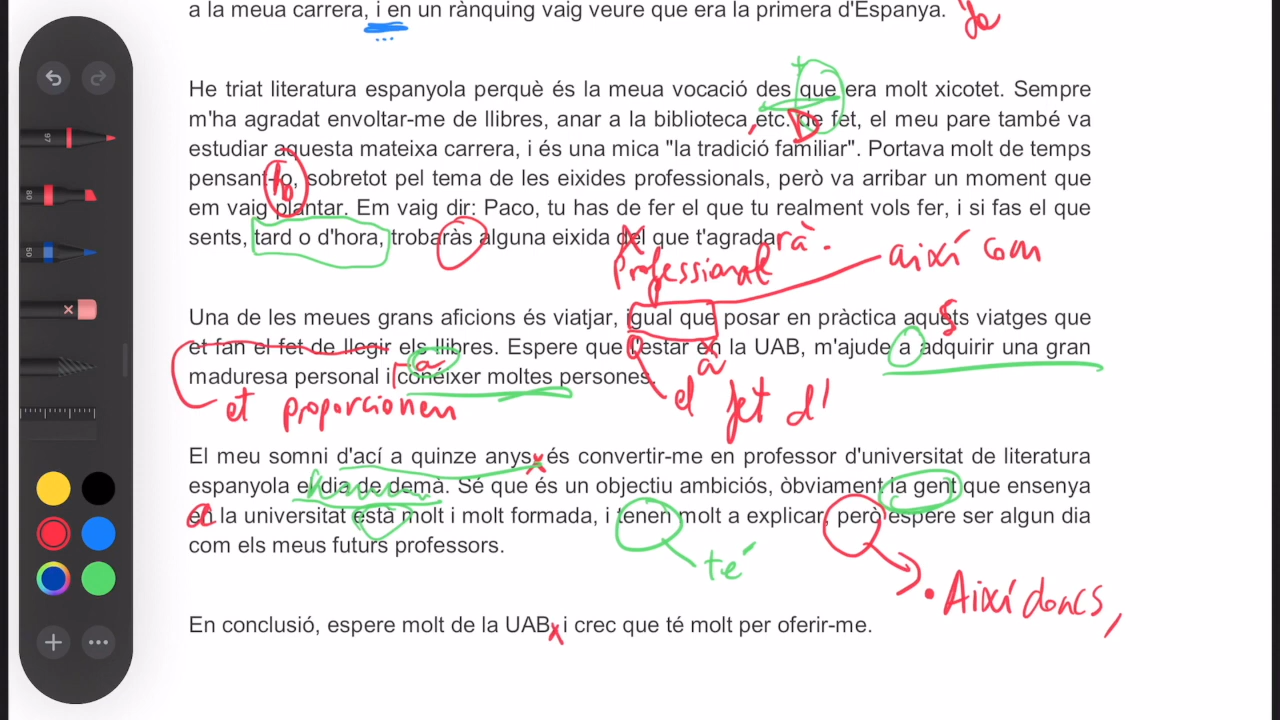 a la meua carrera, i en un rànquing vaig veure que era la primera d'Espanya.
He triat literatura espanyola perquè és la meua vocació des que era molt xicotet. Sempre
m'ha agradat envoltar-me de llibres, anar a la biblioteca, etc. D de fet, el meu pare també va
estudiar aquesta mateixa carrera, i és una mica "la tradició familiar". Portava molt de temps
pensant-lo, sobretot pel tema de les eixides professionals, però va arribar un moment que
em vaig plantar. Em vaig dir: Paco, tu has de fer el que tu realment vols fer, i si fas el que
sents, tard o d'hora, trobaràs alguna eixida del que t'agrada rà.
professional
així com
Una de les meues grans aficions és viatjar, igual que posar en pràctica aquets viatges que
s
et fan el fet de llegir els llibres. Espere que l'estar en la UAB, m'ajude a adquirir una gran
a
a
maduresa personal i conéixer moltes persones.
et proporcionen
el fet d'
El meu somni d'ací a quinze anys és convertir-me en professor d'universitat de literatura
espanyola el dia de demà. Sé que és un objectiu ambiciós, òbviament la gent que ensenya
a
en la universitat està molt i molt formada, i tenen molt a explicar, però espere ser algun dia
com els meus futurs professors.
té
. Així doncs,
En conclusió, espere molt de la UAB x i crec que té molt per oferir-me.